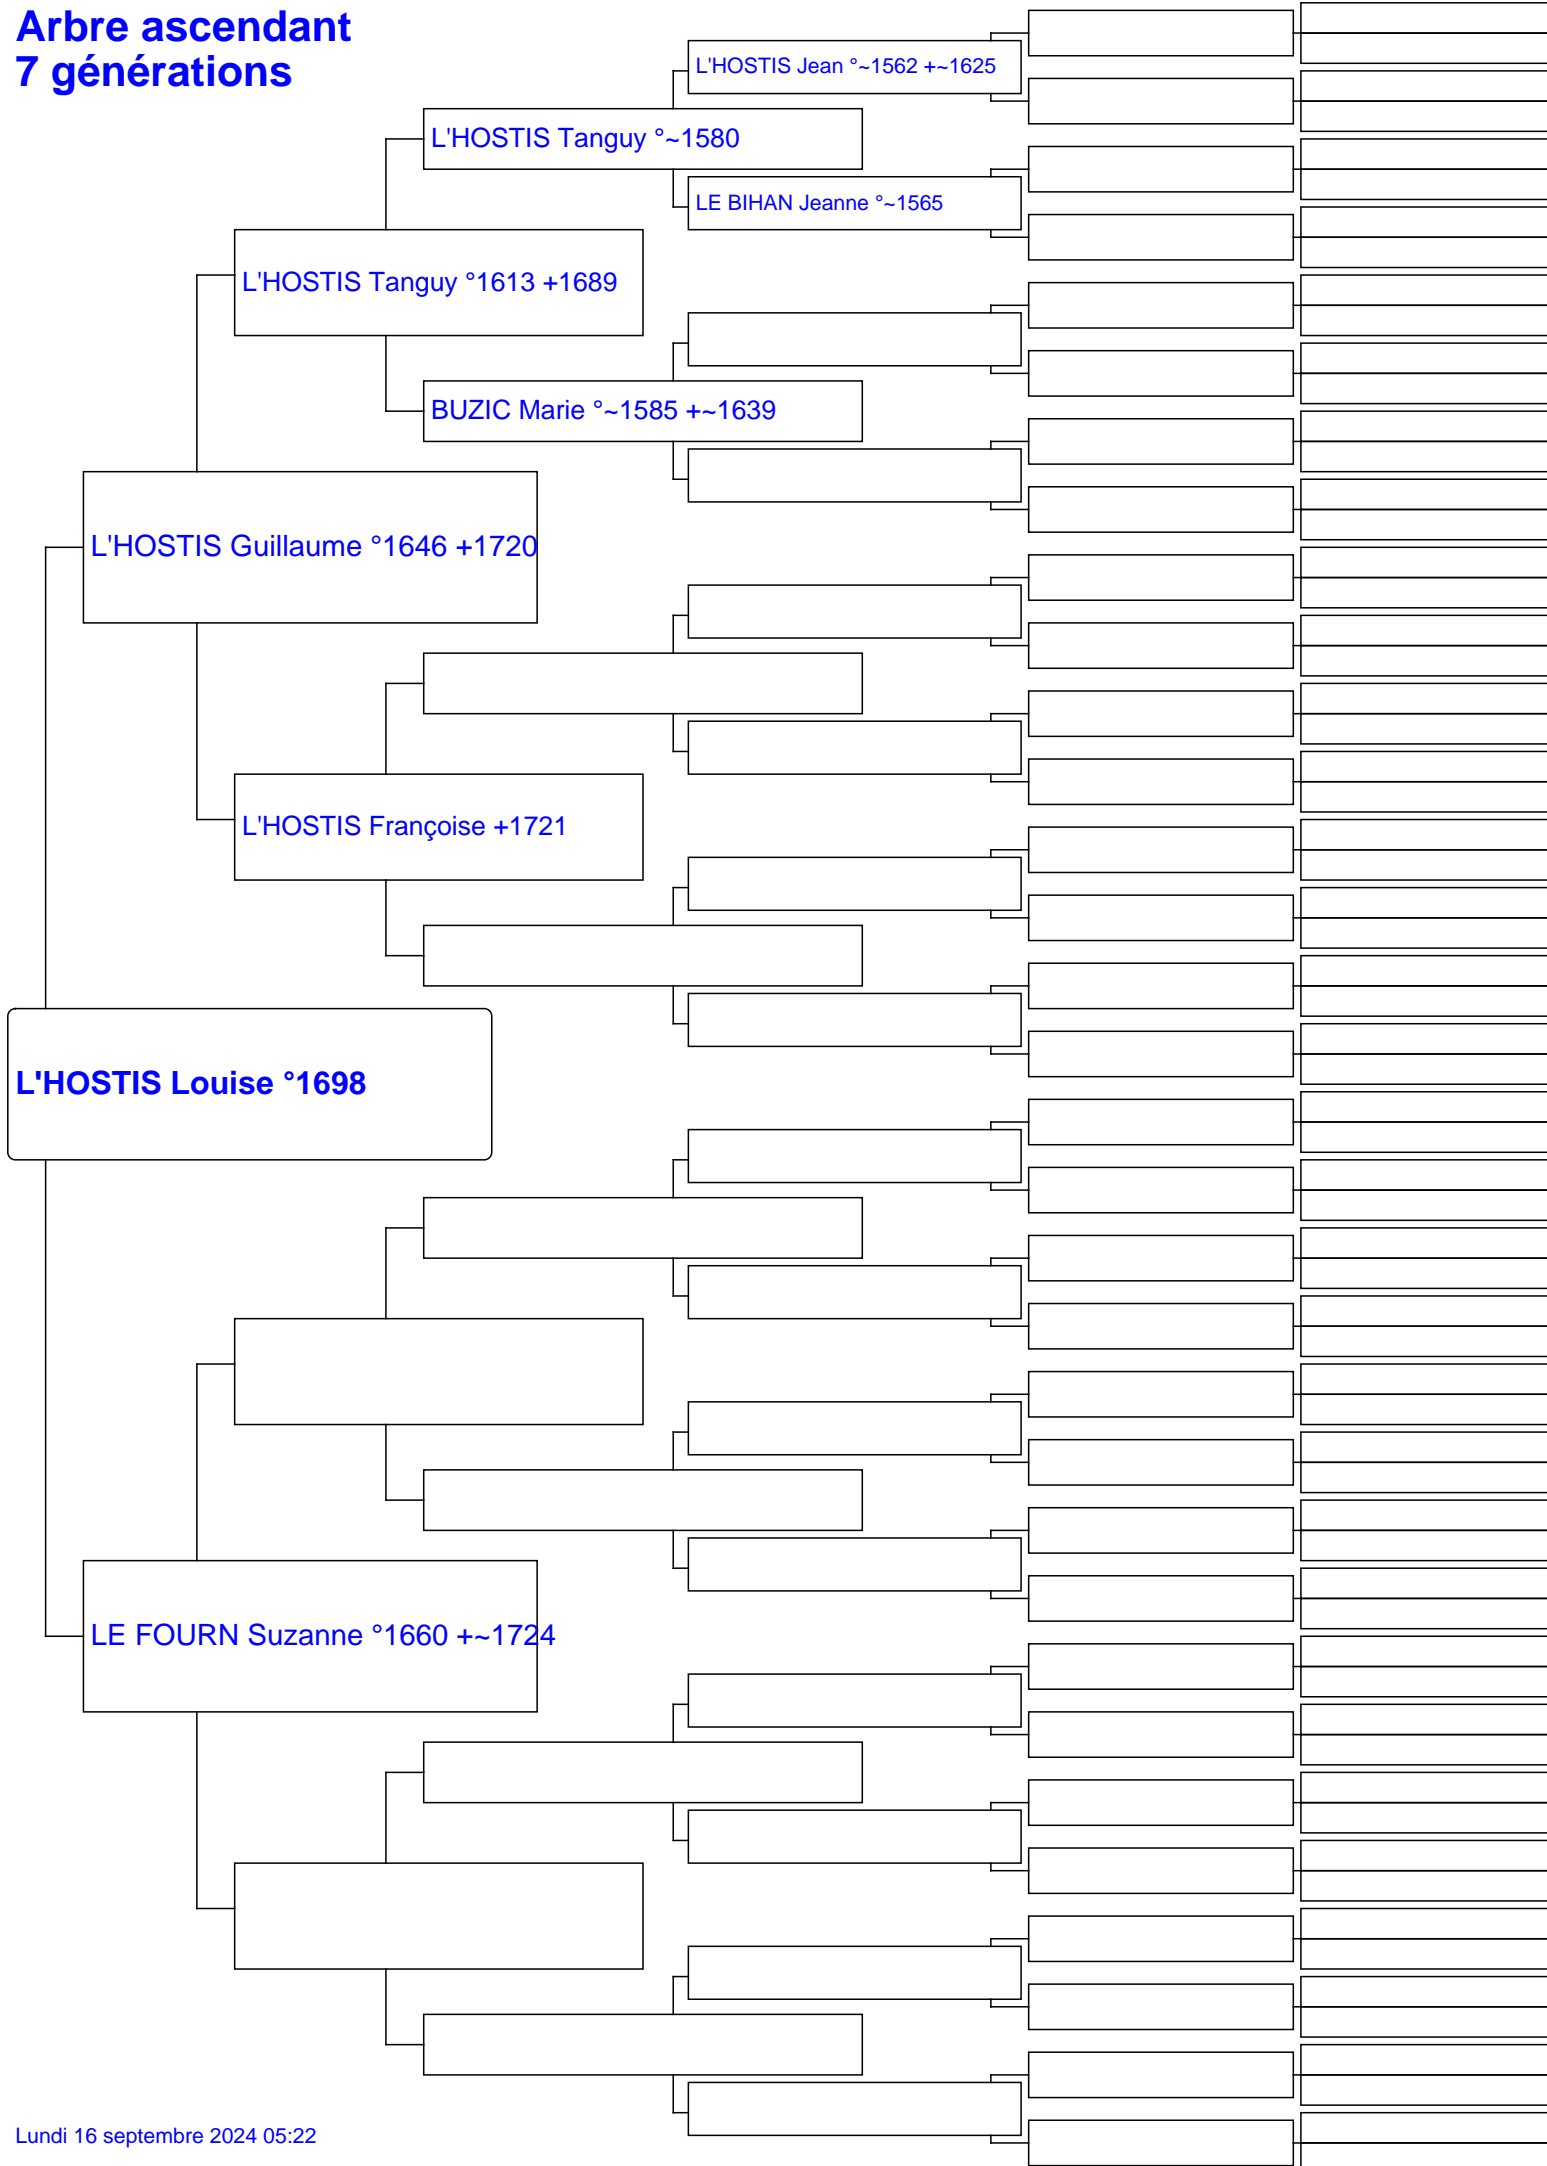 Arbre ascendant
7 générations
L'HOSTIS Jean °~1562 +~1625
L'HOSTIS Tanguy °~1580
LE BIHAN Jeanne °~1565
L'HOSTIS Tanguy °1613 +1689
BUZIC Marie °~1585 +~1639
L'HOSTIS Guillaume °1646 +1720
L'HOSTIS Françoise +1721
L'HOSTIS Louise °1698
LE FOURN Suzanne °1660 +~1724
Lundi 16 septembre 2024 05:22